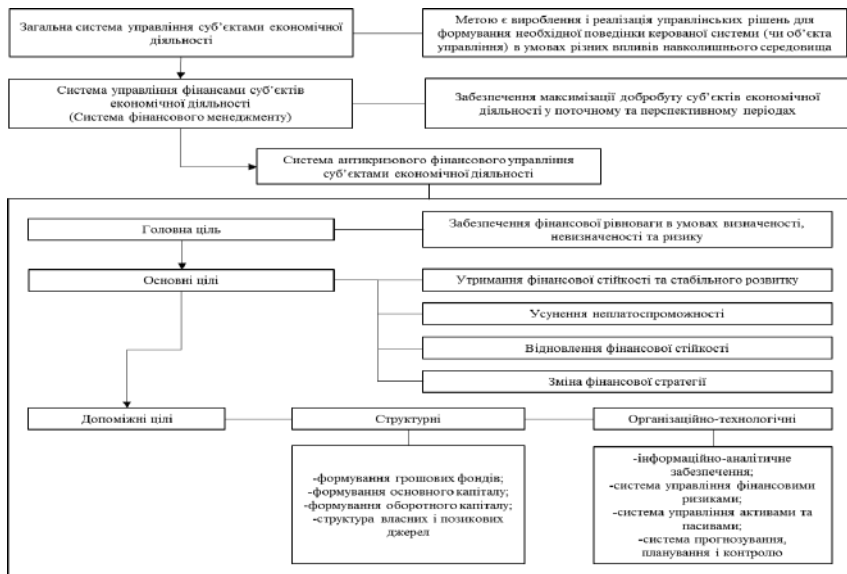 Загальна система управління суб’єктами економічної
діяльності
Метою є вироблення і реалізація управлінських рішень для
формування необхідної поведінки керованої системи (чи об’єкта
управління) в умовах різних впливів навколишнього середовища
Система управління фінансами суб’єктів
економічної діяльності
(Система фінансового менеджменту)
Забезпечення максимізації добробуту суб’єктів економічної
діяльності у поточному та перспективному періодах
Система антикризового фінансового управління
суб’єктами економічної діяльності
Головна ціль
Забезпечення фінансової рівноваги в умовах визначеності,
невизначеності та ризику
Основні цілі
Утримання фінансової стійкості та стабільного розвитку
Усунення неплатоспроможності
Відновлення фінансової стійкості
Зміна фінансової стратегії
Допоміжні цілі
Структурні
Організаційно-технологічні
-формування грошових фондів;
-формування основного капіталу;
-формування оборотного капіталу;
-структура власних і позикових
джерел
-інформаційно-аналітичне
забезпечення;
-система управління фінансовими
ризиками;
-система управління активами та
пасивами;
-система прогнозування,
планування і контролю